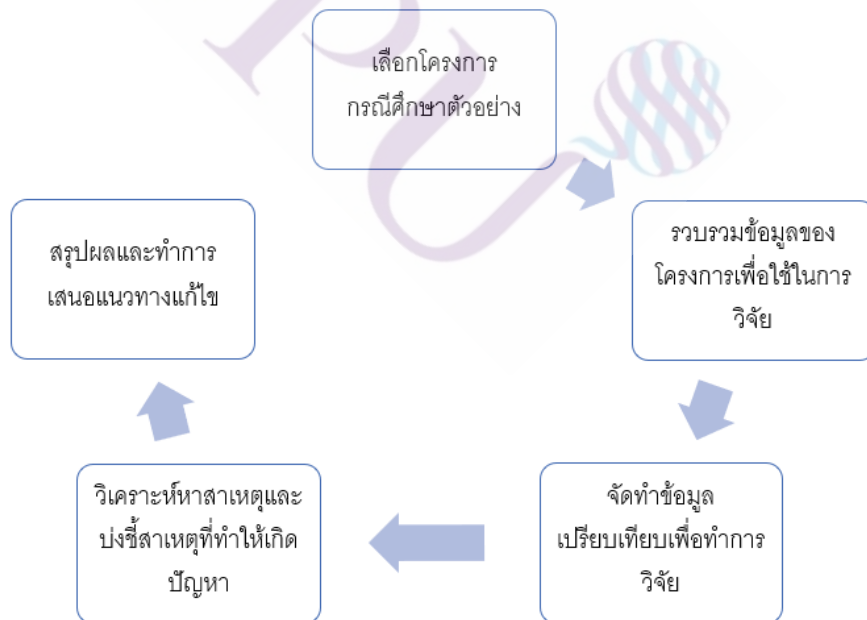 เลือกโครงการ
กรณีศึกษาตัวอย่าง
รวบรวมข้อมูลของ
โครงการเพื่อใช้ในการ
วิจัย
จัดทำข้อมูล
เปรียบเทียบเพื่อทำการ
วิจัย
วิเคราะห์หาสาเหตุและ
บ่งชี้สาเหตุที่ทำให้เกิด
ปัญหา
สรุปผลและทำการ
เสนอแนวทางแก้ไข
PU